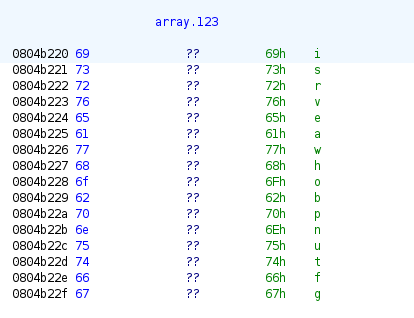 array.123
0804b220 69 ?? 69h i
0804b221 73 ?? 73h s
0804b222 72 ?? 72h r
0804b223 76 ?? 76h v
0804b224 65 ?? 65h e
0804b225 61 ?? 61h a
0804b226 77 ?? 77h w
0804b227 68 ?? 68h h
0804b228 6f ?? 6Fh o
0804b229 62 ?? 62h b
0804b22a 70 ?? 70h p
0804b22b 6e ?? 6Eh n
0804b22c 75 ?? 75h u
0804b22d 74 ?? 74h t
0804b22e 66 ?? 66h f
0804b22f 67 ?? 67h g